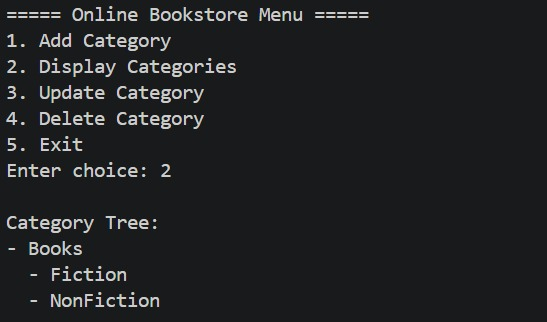 ===== Online Bookstore Menu =====
1. Add Category
2. Display Categories
3. Update Category
4. Delete Category
5. Exit
Enter choice: 2

Category Tree:
- Books
  - Fiction
  - NonFiction